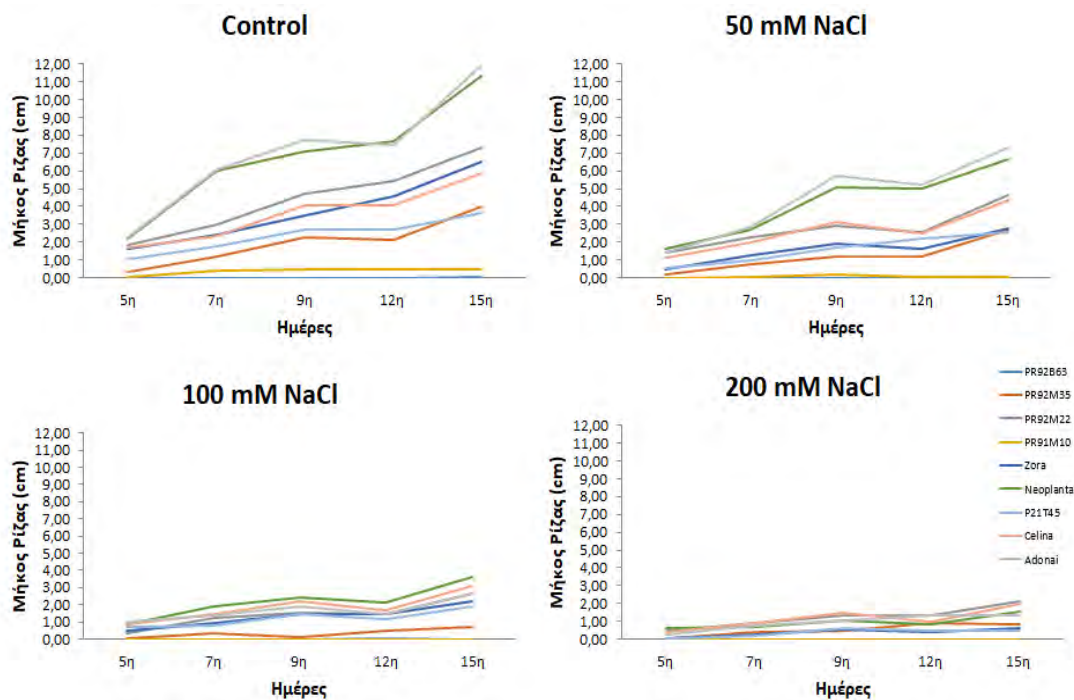 Control
Μήκος Ρίζας (cm)
12,00
11,00
10,00
9,00
8,00
7,00
6,00
5,00
4,00
3,00
2,00
1,00
0,00
5η 7η 9η 12η 15η
Ημέρες
50 mM NaCl
Μήκος Ρίζας (cm)
12,00
11,00
10,00
9,00
8,00
7,00
6,00
5,00
4,00
3,00
2,00
1,00
0,00
5η 7η 9η 12η 15η
Ημέρες
100 mM NaCl
Μήκος Ρίζας (cm)
12,00
11,00
10,00
9,00
8,00
7,00
6,00
5,00
4,00
3,00
2,00
1,00
0,00
5η 7η 9η 12η 15η
Ημέρες
200 mM NaCl
Μήκος Ρίζας (cm)
12,00
11,00
10,00
9,00
8,00
7,00
6,00
5,00
4,00
3,00
2,00
1,00
0,00
5η 7η 9η 12η 15η
Ημέρες
PR92B63
PR92M35
PR92M22
PR91M10
Zora
Neoplanta
P21T45
Celina
Adonai